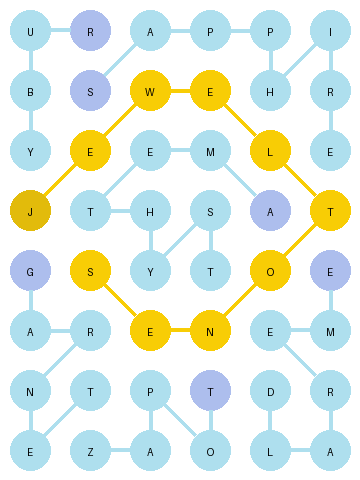 U R A P P I
B S W E H R
Y E E M L E
J T H S A T
G S Y T O E
A R E N E M
N T P T D R
E Z A O L A